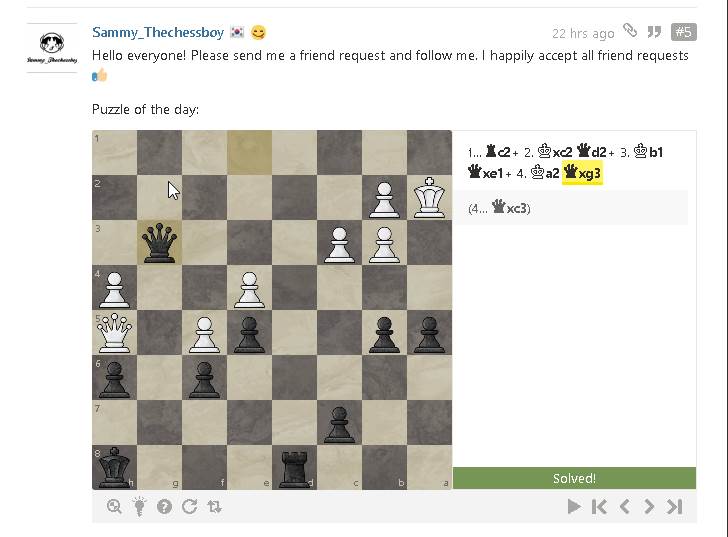 Sammy_Thechessboy 22 hrs ago #5
Hello everyone! Please send me a friend request and follow me. I happily accept all friend requests
Puzzle of the day:
1... ♜c2+ 2. ♔xc2 ♛d2+ 3. ♔b1
♛xe1+ 4. ♔a2 ♛xg3
(4... ♛xc3)
1
2
3
4
5
6
7
8
h g f e d c b a
Solved!